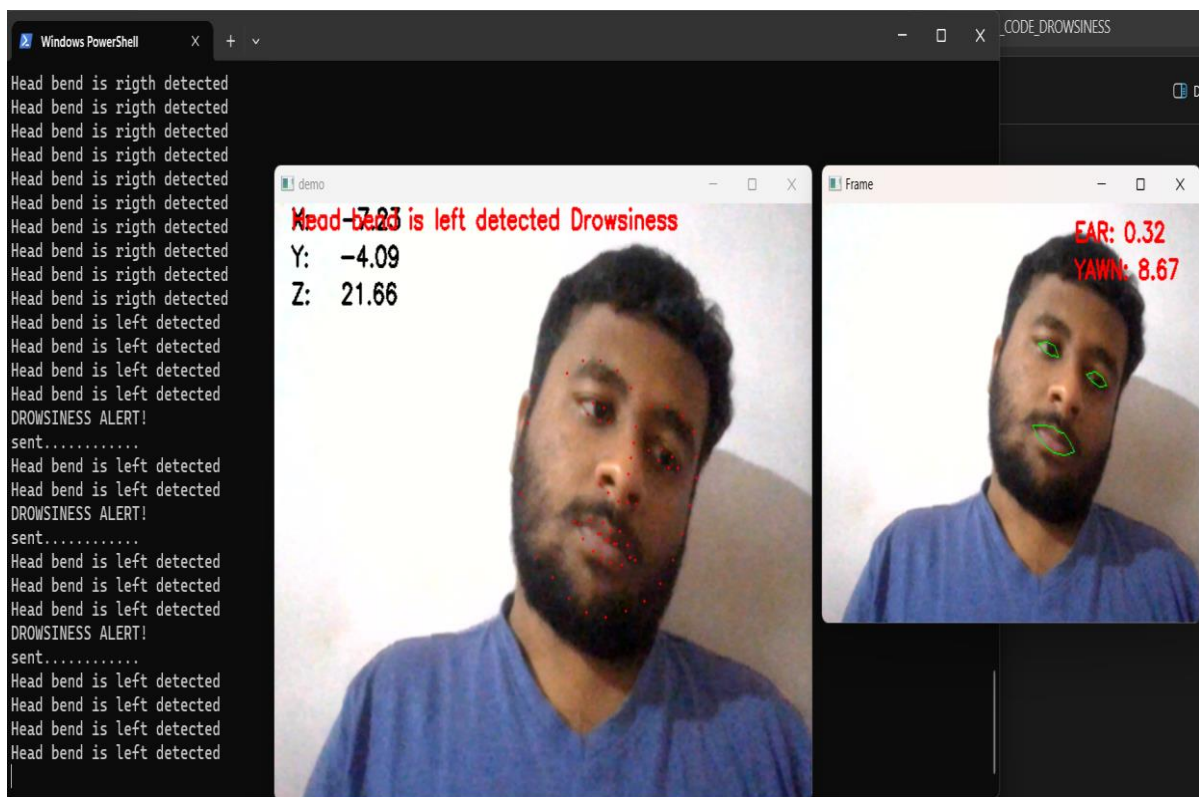 Windows PowerShell
_CODE_DROWSINESS
Head bend is rigth detected
Head bend is rigth detected
Head bend is rigth detected
Head bend is rigth detected
Head bend is rigth detected
Head bend is rigth detected
Head bend is rigth detected
Head bend is rigth detected
Head bend is rigth detected
Head bend is rigth detected
Head bend is left detected
Head bend is left detected
Head bend is left detected
Head bend is left detected
DROWSINESS ALERT!
sent............
Head bend is left detected
Head bend is left detected
DROWSINESS ALERT!
sent............
Head bend is left detected
Head bend is left detected
Head bend is left detected
DROWSINESS ALERT!
sent............
Head bend is left detected
Head bend is left detected
Head bend is left detected
Head bend is left detected
demo
Head bend is left detected Drowsiness
X: -7.23
Y: -4.09
Z: 21.66
Frame
EAR: 0.32
YAWN: 8.67
D